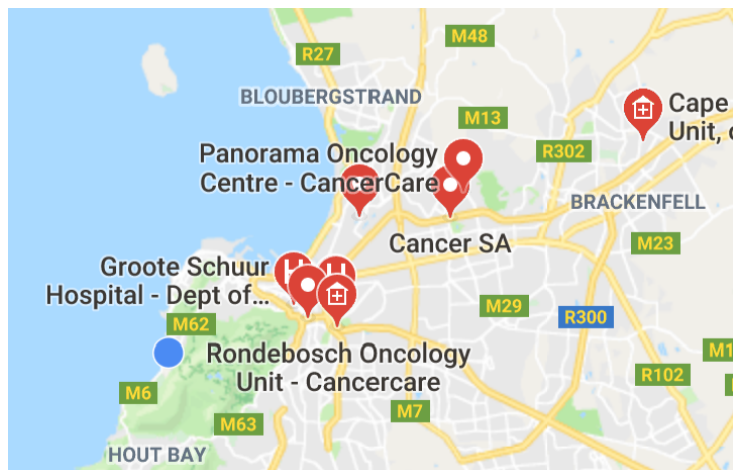 M48
R27
BLOUBERGSTRAND
M13
Cape
Unit, o
Panorama Oncology
Centre - CancerCare
R302
BRACKENFELL
Cancer SA
M23
Groote Schuur
Hospital - Dept of...
H
H
M62
M29
R300
Rondebosch Oncology
Unit - Cancercare
M1
R102
M6
M7
M63
HOUT BAY